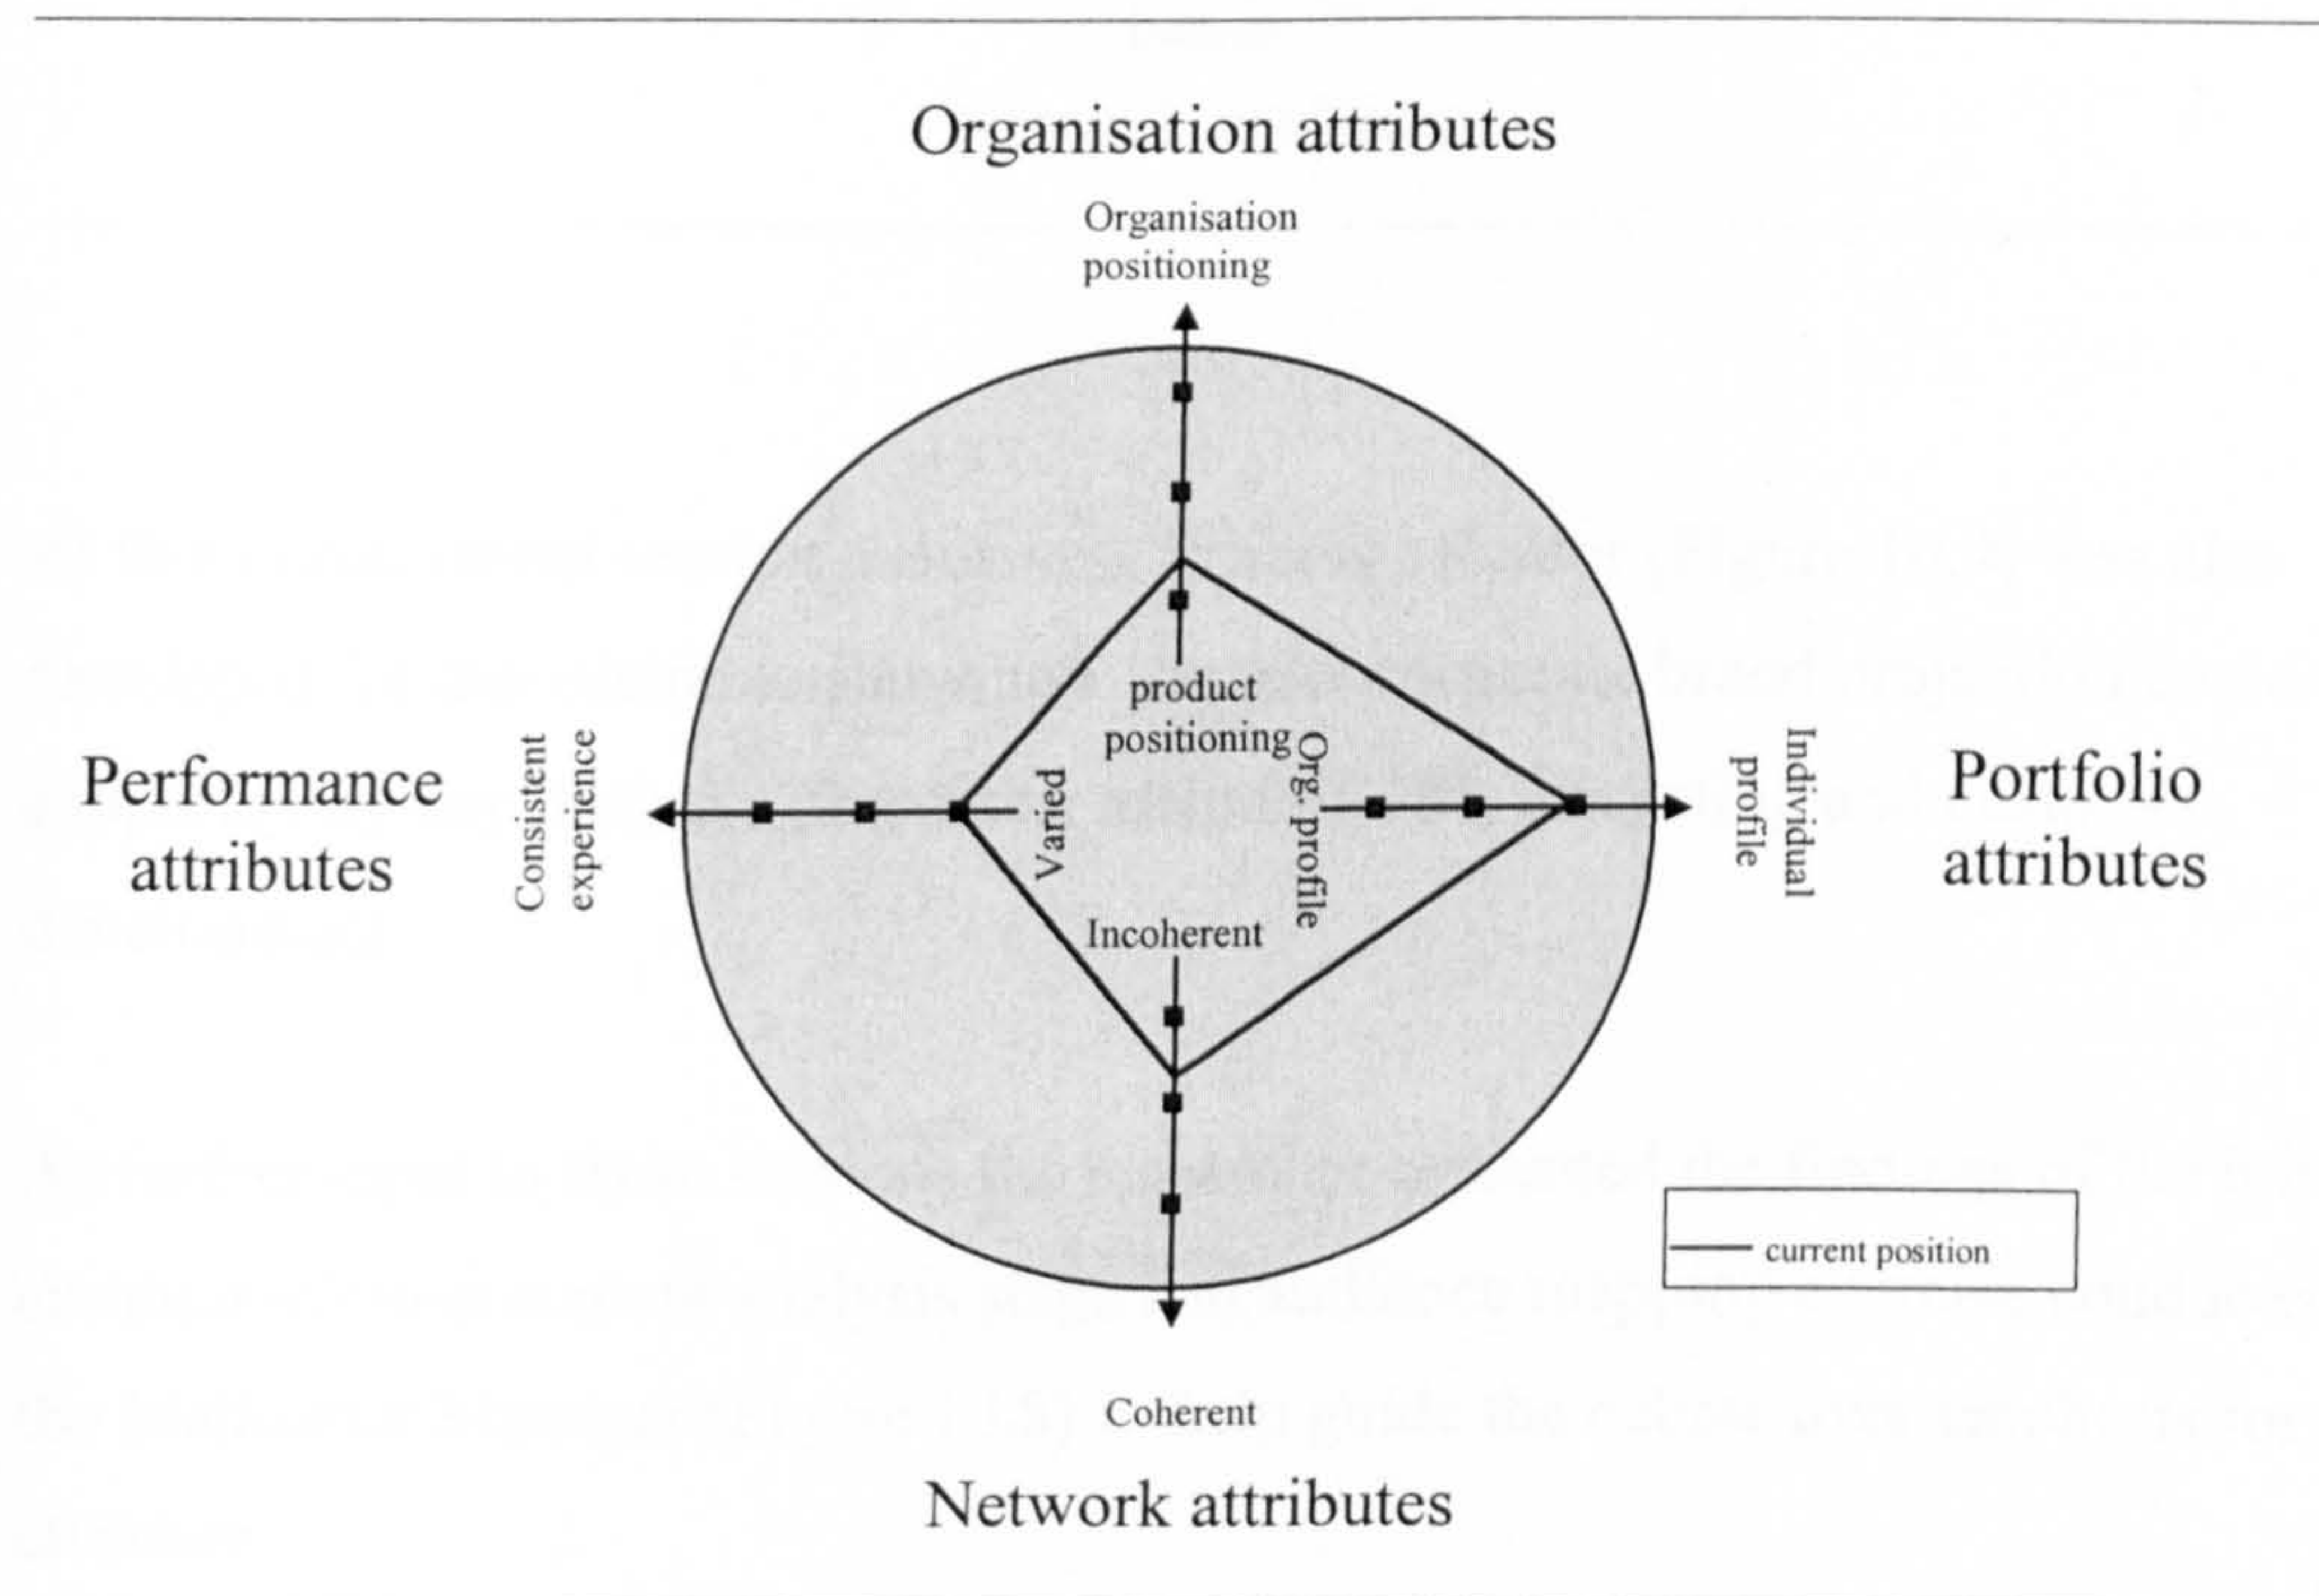 Organisation attributes
Organisation
positioning
product
positioning
Performance
attributes
Consistent
experience
Varied
Org. profile
Individual
profile
Portfolio
attributes
Incoherent
current position
Coherent
Network attributes